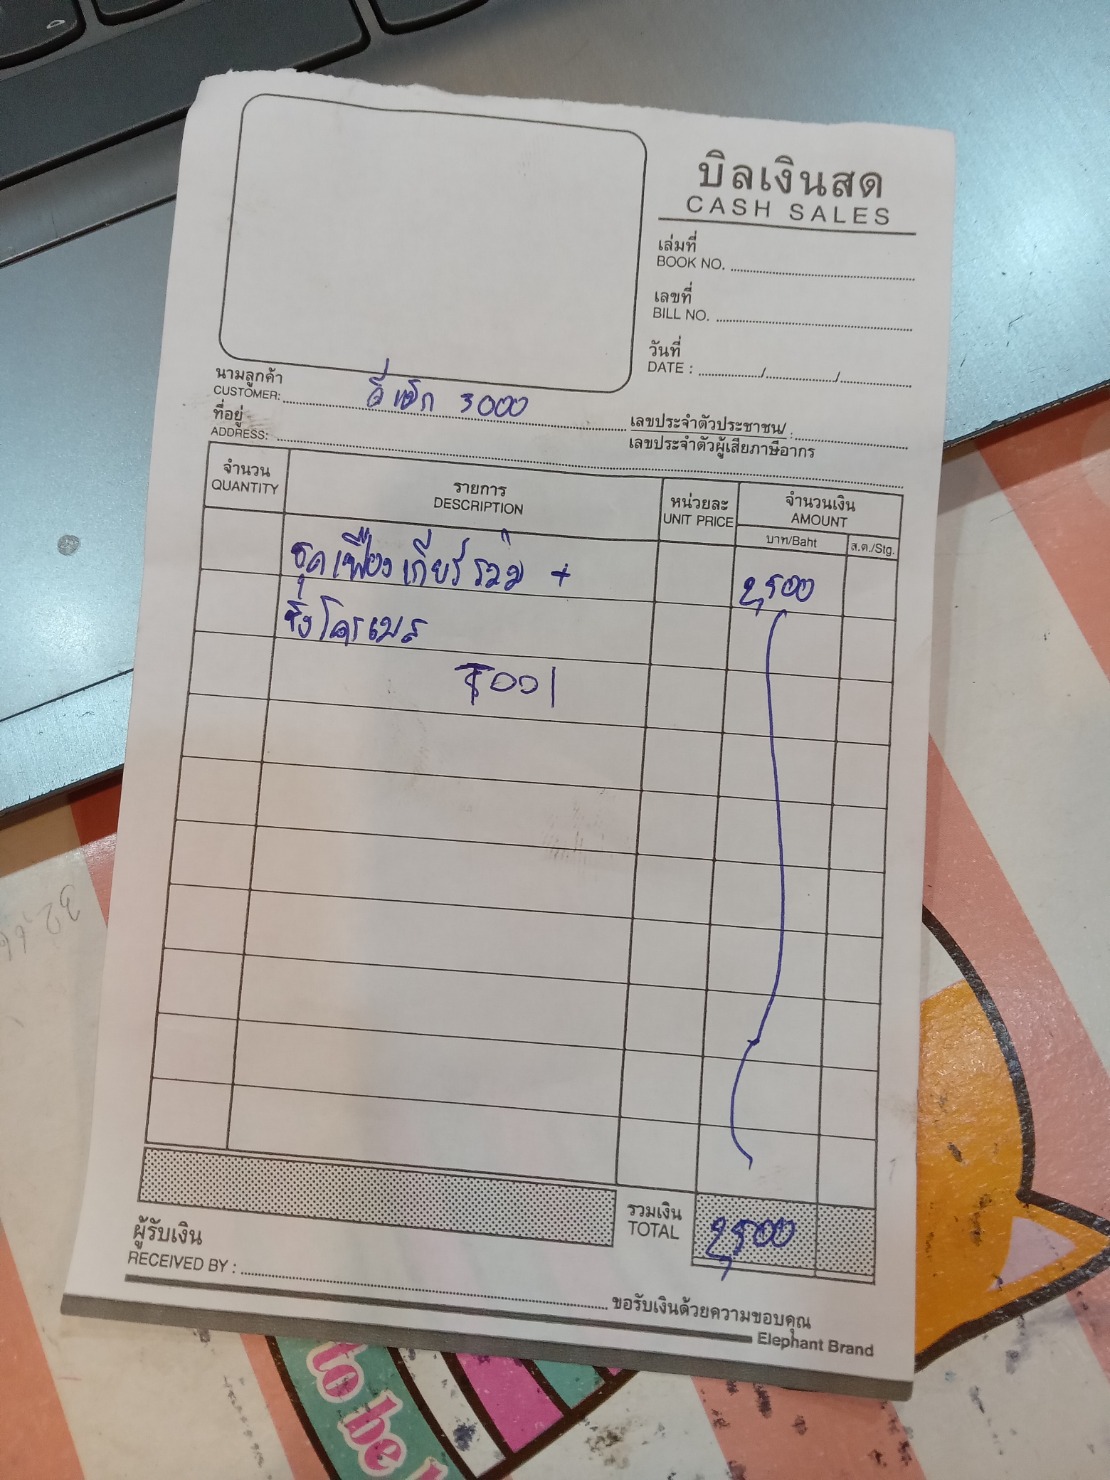 บิลเงินสด
CASH SALES
เล่มที่
BOOK NO.
เลขที่
BILL NO.
วันที่
DATE : / /
นามลูกค้า
CUSTOMER: 3000
ที่อยู่
ADDRESS:
เลขประจำตัวประชาชน/ :
เลขประจำตัวผู้เสียภาษีอากร
จำนวน QUANTITY รายการ DESCRIPTION หน่วยละ UNIT PRICE จำนวนเงิน AMOUNT
บาท/Baht ส.ต./Stg.
ชุดเฟืองเกียร์ + 2,500
รวมเงิน
TOTAL 2,500
ผู้รับเงิน
RECEIVED BY :
ขอรับเงินด้วยความขอบคุณ
Elephant Brand
to be